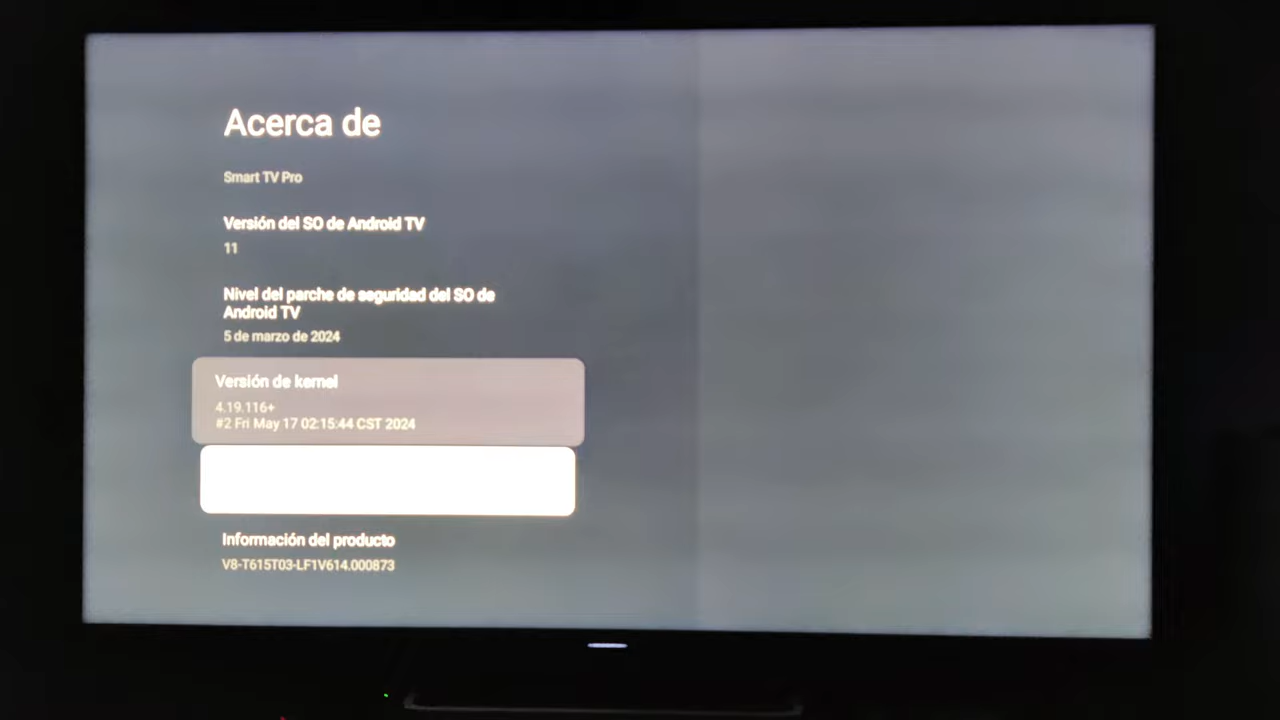 Acerca de
Smart TV Pro
Versión del SO de Android TV
11
Nivel del parche de seguridad del SO de
Android TV
5 de marzo de 2024
Versión de kernel
4.19.116+
#2 Fri May 17 02:15:44 CST 2024
Información del producto
V8-T615T03-LF1V614.000873